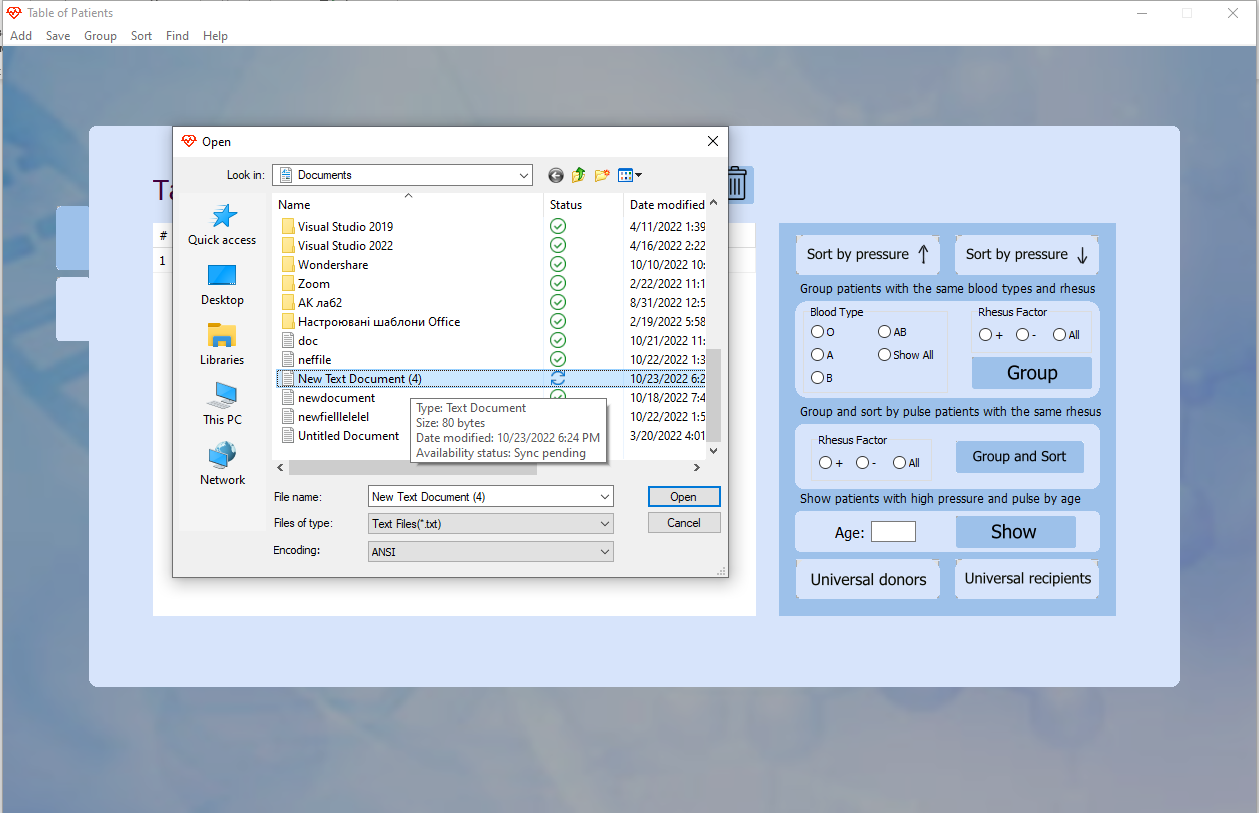 Table of Patients
Add Save Group Sort Find Help
Open
Look in: Documents
Name Status Date modified
Quick access
Desktop
Libraries
This PC
Network
Visual Studio 2019 4/11/2022 1:39
Visual Studio 2022 4/16/2022 2:22
Wondershare 10/10/2022 10:
Zoom 2/22/2022 11:1
АК лаб2 8/31/2022 12:5
Настроювані шаблони Office 2/19/2022 5:58
doc 10/21/2022 11:
neffile 10/22/2022 1:3
New Text Document (4) 10/23/2022 6:2
newdocument 10/18/2022 7:4
newfielllelelel 10/22/2022 1:5
Untitled Document 3/20/2022 4:01
Type: Text Document
Size: 80 bytes
Date modified: 10/23/2022 6:24 PM
Availability status: Sync pending
File name: New Text Document (4) Open
Files of type: Text Files(*.txt) Cancel
Encoding: ANSI
Ta
#
1
Sort by pressure ↑ Sort by pressure ↓
Group patients with the same blood types and rhesus
Blood Type
O AB
A Show All
B
Rhesus Factor
+ - All
Group
Group and sort by pulse patients with the same rhesus
Rhesus Factor
+ - All
Group and Sort
Show patients with high pressure and pulse by age
Age: Show
Universal donors Universal recipients